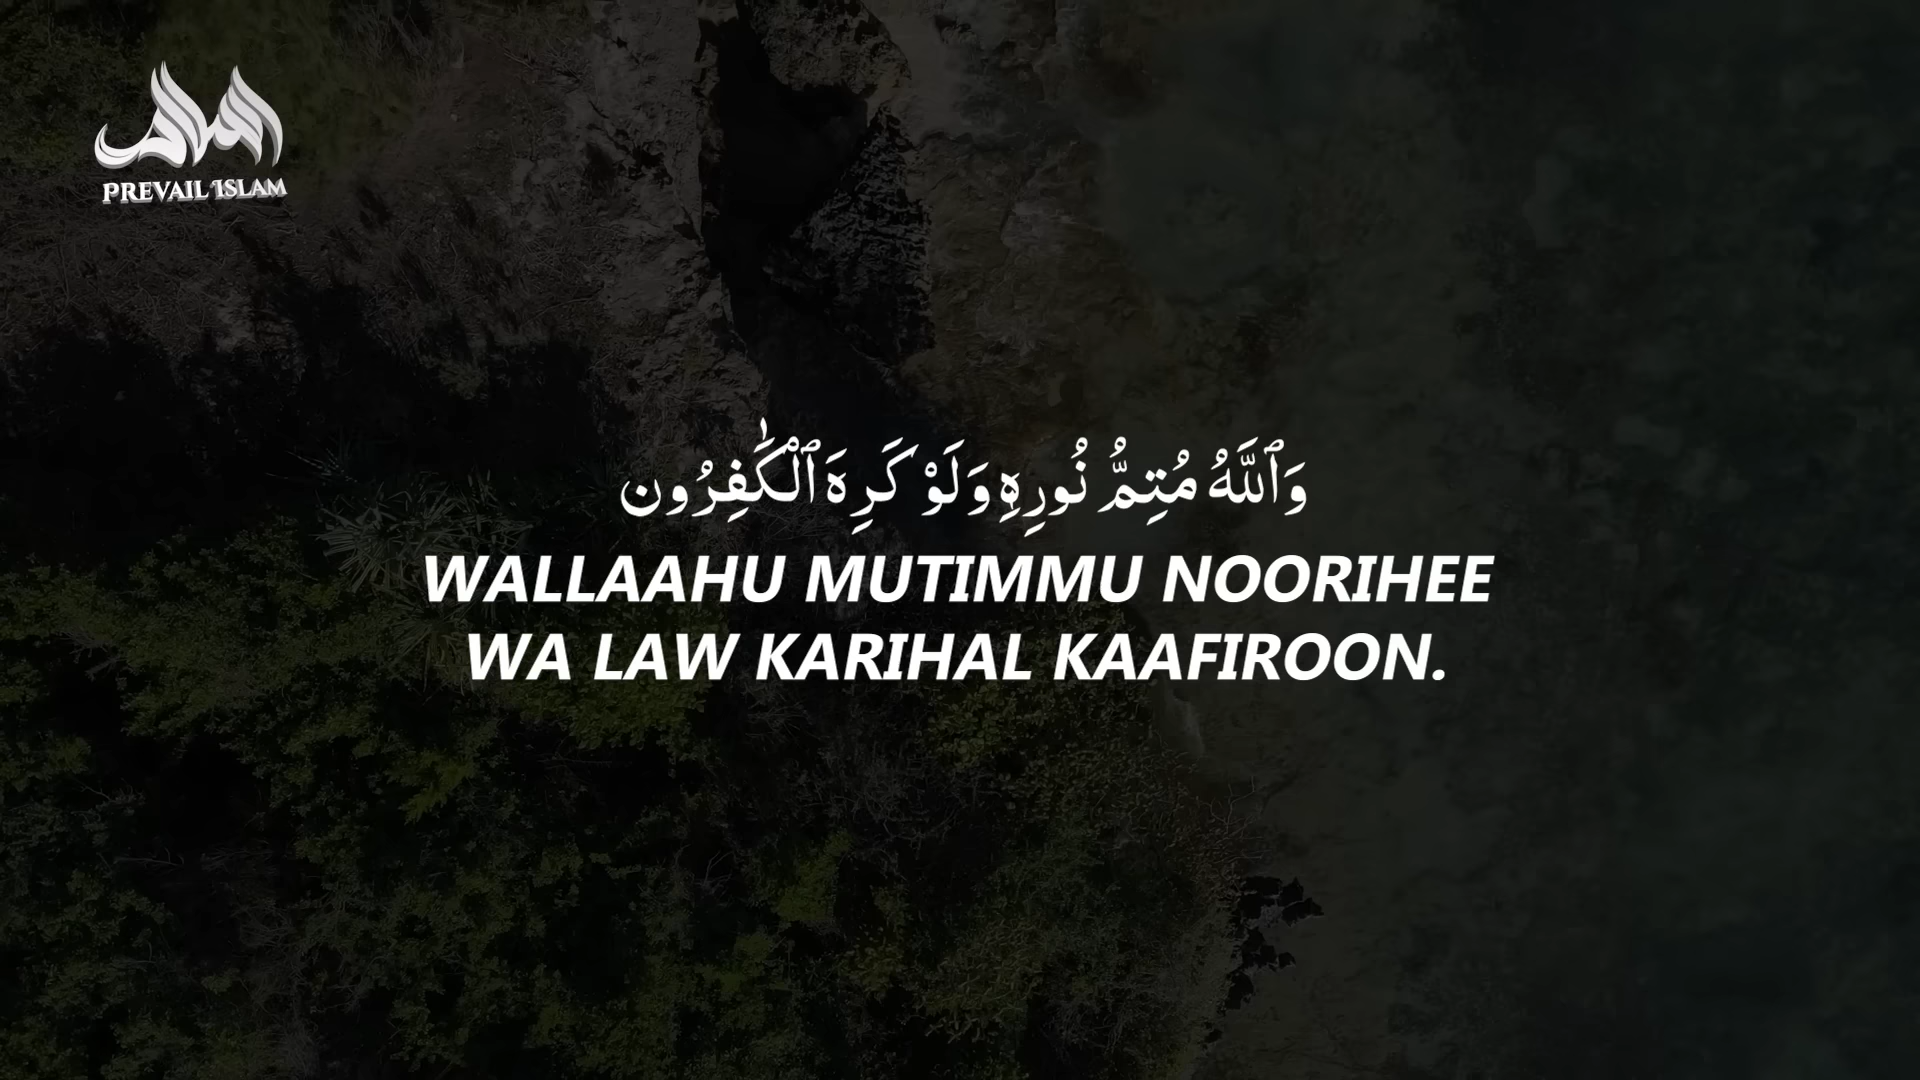 PREVAIL ISLAM
وَٱللَّهُ مُتِمُّ نُورِهِۦ وَلَوْ كَرِهَ ٱلْكَـٰفِرُون
WALLAAHU MUTIMMU NOORIHEE
WA LAW KARIHAL KAAFIROON.